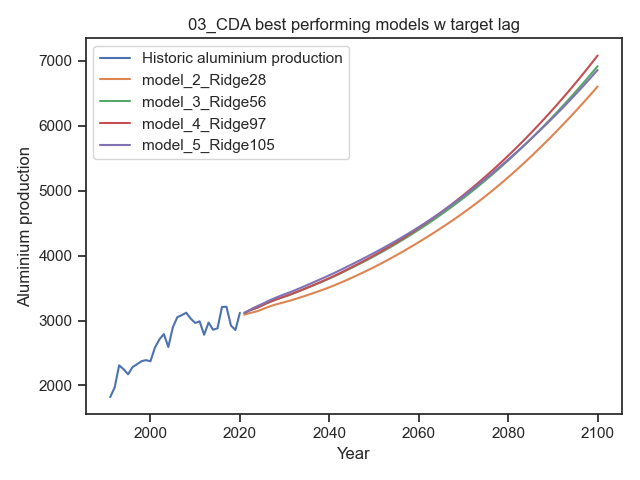 03_CDA best performing models w target lag
Historic aluminium production
model_2_Ridge28
model_3_Ridge56
model_4_Ridge97
model_5_Ridge105
Aluminium production
7000
6000
5000
4000
3000
2000
2000 2020 2040 2060 2080 2100
Year